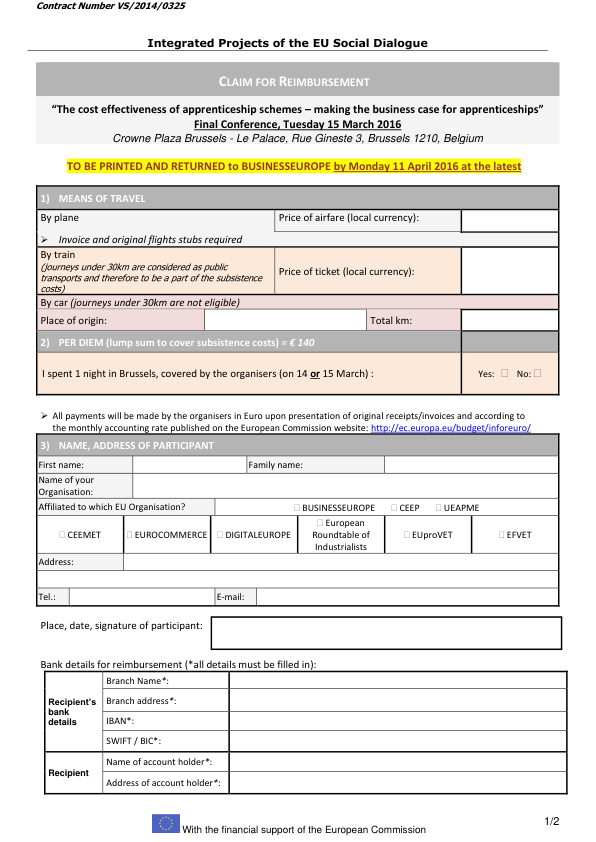 Contract Number VS/2014/0325
Integrated Projects of the EU Social Dialogue
CLAIM FOR REIMBURSEMENT
“The cost effectiveness of apprenticeship schemes – making the business case for apprenticeships”
Final Conference, Tuesday 15 March 2016
Crowne Plaza Brussels - Le Palace, Rue Gineste 3, Brussels 1210, Belgium
TO BE PRINTED AND RETURNED to BUSINESSEUROPE by Monday 11 April 2016 at the latest
1) MEANS OF TRAVEL
By plane
Price of airfare (local currency):
➢ Invoice and original flights stubs required
By train
(journeys under 30km are considered as public
transports and therefore to be a part of the subsistence
costs)
Price of ticket (local currency):
By car (journeys under 30km are not eligible)
Place of origin:
Total km:
2) PER DIEM (lump sum to cover subsistence costs) = € 140
I spent 1 night in Brussels, covered by the organisers (on 14 or 15 March) :
Yes: ☐ No: ☐
➢ All payments will be made by the organisers in Euro upon presentation of original receipts/invoices and according to
the monthly accounting rate published on the European Commission website: http://ec.europa.eu/budget/inforeuro/
3) NAME, ADDRESS OF PARTICIPANT
First name:
Family name:
Name of your
Organisation:
Affiliated to which EU Organisation?
☐ BUSINESSEUROPE ☐ CEEP ☐ UEAPME
☐ CEEMET
☐ EUROCOMMERCE
☐ DIGITALEUROPE
☐ European
Roundtable of
Industrialists
☐ EUproVET
☐ EFVET
Address:
Tel.:
E-mail:
Place, date, signature of participant:
Bank details for reimbursement (*all details must be filled in):
Recipient's
bank
details
Branch Name*:
Branch address*:
IBAN*:
SWIFT / BIC*:
Recipient
Name of account holder*:
Address of account holder*:
With the financial support of the European Commission
1/2